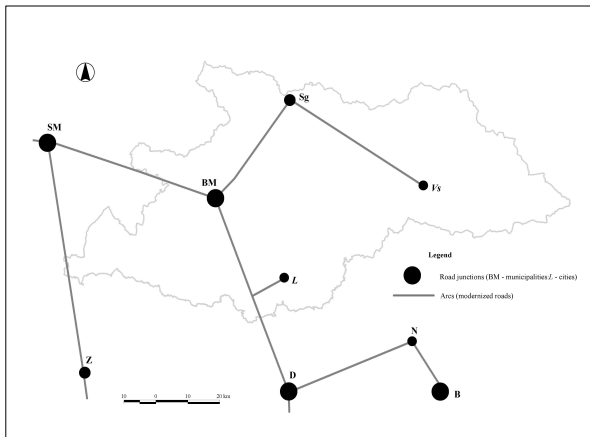 Sg
SM
BM
Vs
Legend
Road junctions (BM - municipalities:L - cities)
L
Arcs (modernized roads)
N
Z
D
B
10 0 10 20 km